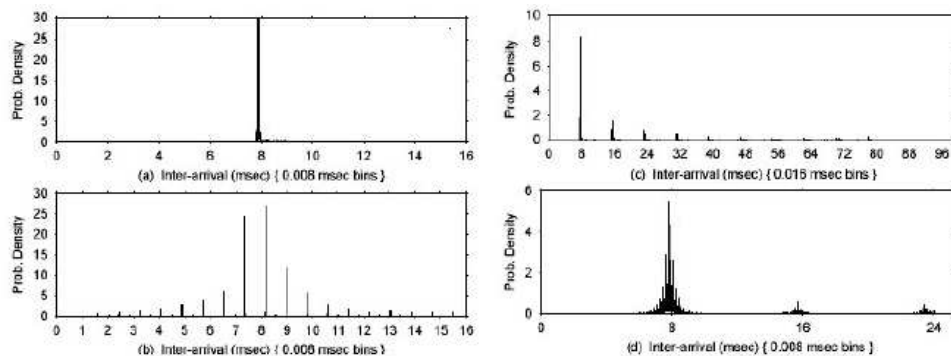 30
25
20
15
10
5
0
Prob. Density
0 2 4 6 8 10 12 14 16
(a) Inter-arrival (msec) { 0.008 msec bins }
30
25
20
15
10
5
0
Prob. Density
0 1 2 3 4 5 6 7 8 9 10 11 12 13 14 15 16
(b) Inter-arrival (msec) { 0.006 msec bins }
10
8
6
4
2
0
Prob. Density
0 8 16 24 32 40 48 56 64 72 80 88 96
(c) Inter-arrival (msec) { 0.016 msec bins }
6
4
2
0
Prob. Density
0 8 16 24
(d) Inter-arrival (msec) { 0.008 msec bins }